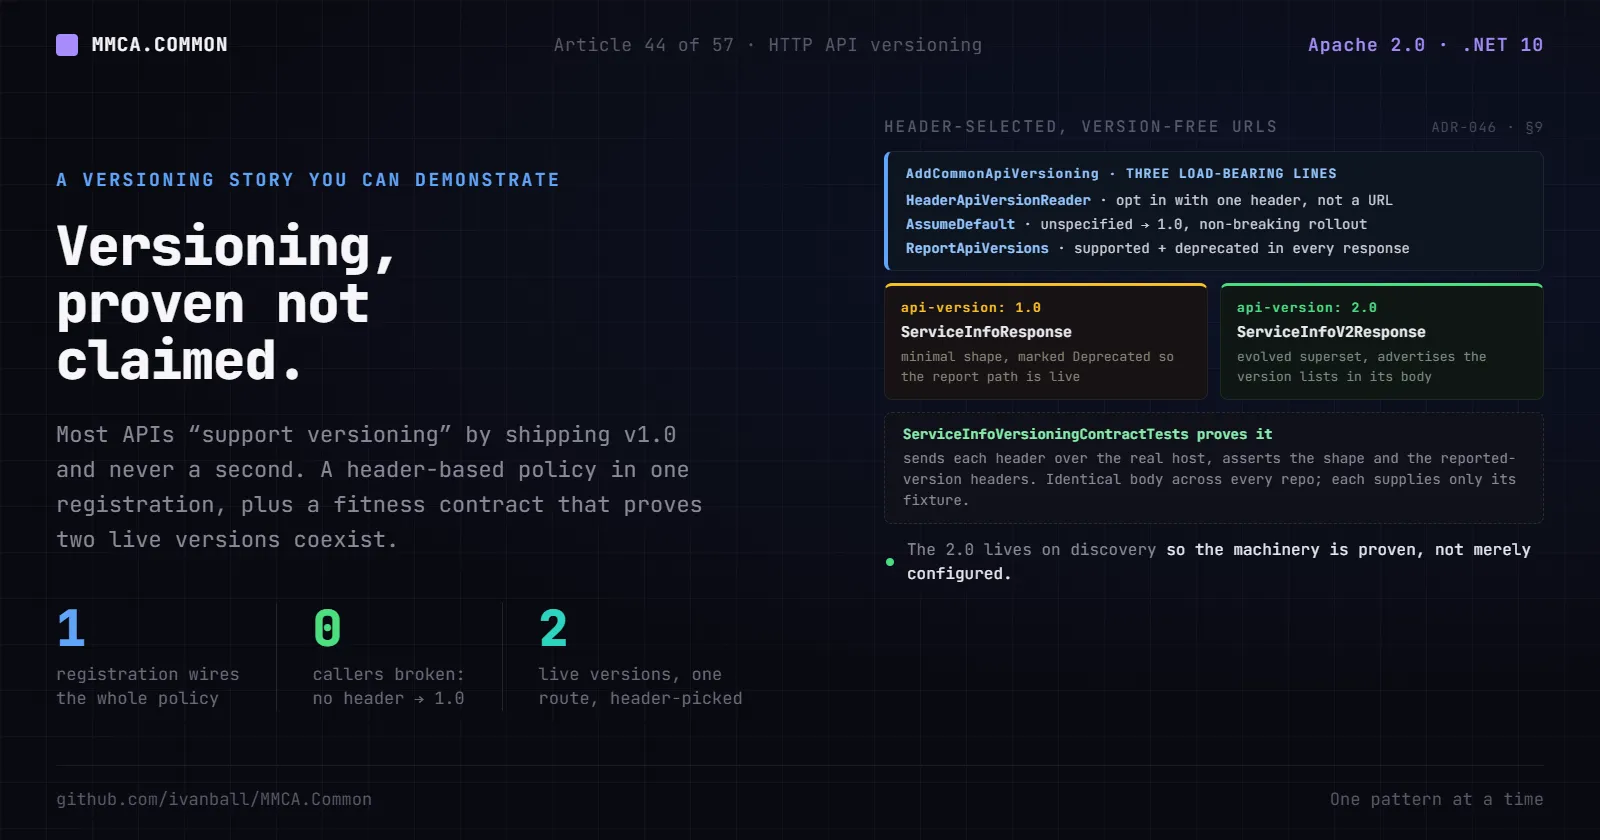 MMCA.COMMON
Article 44 of 57 · HTTP API versioning
Apache 2.0 · .NET 10
A VERSIONING STORY YOU CAN DEMONSTRATE
Versioning,
proven not
claimed.
Most APIs “support versioning” by shipping v1.0
and never a second. A header-based policy in one
registration, plus a fitness contract that proves
two live versions coexist.
1
registration wires
the whole policy
0
callers broken:
no header → 1.0
2
live versions, one
route, header-picked
HEADER-SELECTED, VERSION-FREE URLS
ADR-046 · §9
AddCommonApiVersioning · THREE LOAD-BEARING LINES
HeaderApiVersionReader · opt in with one header, not a URL
AssumeDefault · unspecified → 1.0, non-breaking rollout
ReportApiVersions · supported + deprecated in every response
api-version: 1.0
ServiceInfoResponse
minimal shape, marked Deprecated so
the report path is live
api-version: 2.0
ServiceInfoV2Response
evolved superset, advertises the
version lists in its body
ServiceInfoVersioningContractTests proves it
sends each header over the real host, asserts the shape and the reported-
version headers. Identical body across every repo; each supplies only its
fixture.
The 2.0 lives on discovery so the machinery is proven, not merely
configured.
github.com/ivanball/MMCA.Common
One pattern at a time